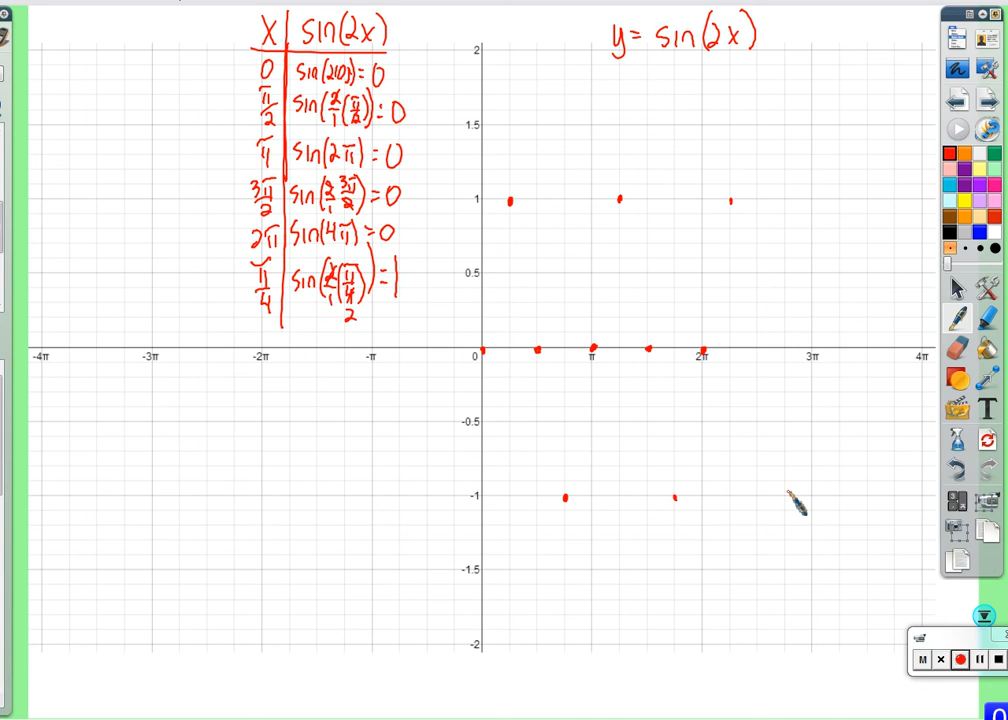 x | sin(2x)
0 | sin(2(0)) = 0
π/2 | sin(2/1(π/2)) = 0
π | sin(2π) = 0
3π/2 | sin(2/1 3π/2) = 0
2π | sin(4π) = 0
π/4 | sin(2/1(π/4)) = 1
2
y = sin(2x)
2
1.5
1
0.5
-4π -3π -2π -π 0 π 2π 3π 4π
-0.5
-1
-1.5
-2
T
M